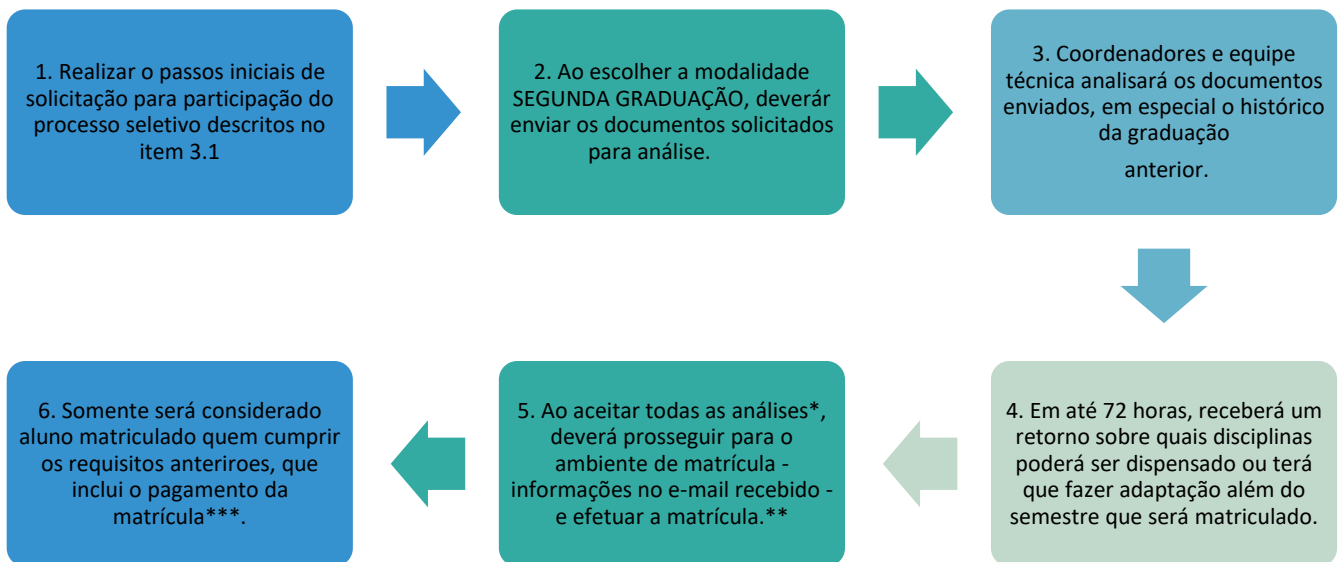 1. Realizar o passos iniciais de
solicitação para participação do
processo seletivo descritos no
item 3.1
2. Ao escolher a modalidade
SEGUNDA GRADUAÇÃO, deverár
enviar os documentos solicitados
para análise.
3. Coordenadores e equipe
técnica analisará os documentos
enviados, em especial o histórico
da graduação
anterior.
4. Em até 72 horas, receberá um
retorno sobre quais disciplinas
poderá ser dispensado ou terá
que fazer adaptação além do
semestre que será matriculado.
5. Ao aceitar todas as análises*,
deverá prosseguir para o
ambiente de matrícula -
informações no e-mail recebido -
e efetuar a matrícula.**
6. Somente será considerado
aluno matriculado quem cumprir
os requisitos anteriroes, que
inclui o pagamento da
matrícula***.